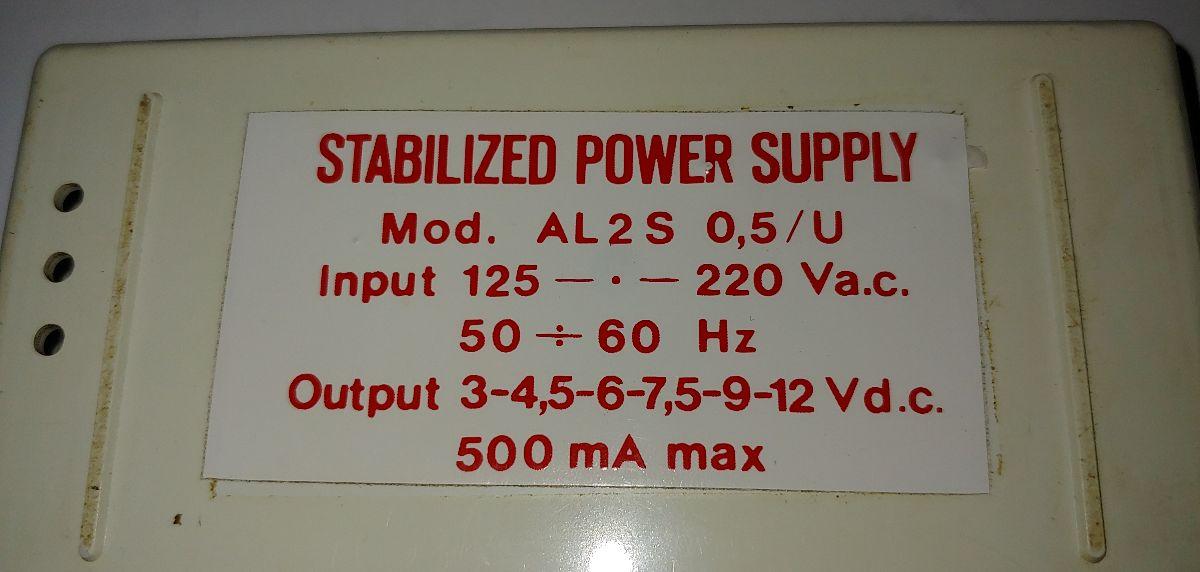 STABILIZED POWER SUPPLY
Mod. AL2S 0,5/U
Input 125 — · — 220 Va.c.
50 ÷ 60 Hz
Output 3-4,5-6-7,5-9-12 Vd.c.
500 mA max